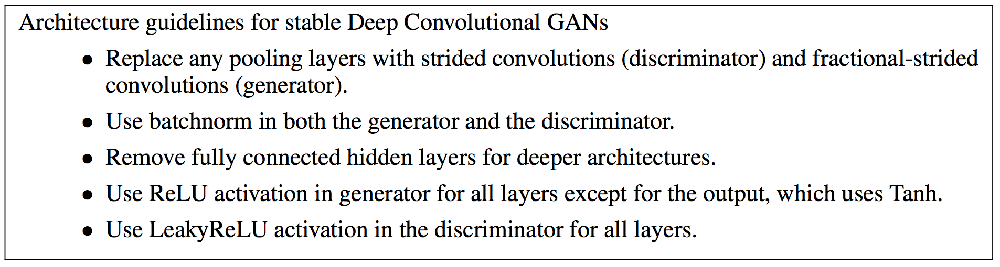 Architecture guidelines for stable Deep Convolutional GANs
• Replace any pooling layers with strided convolutions (discriminator) and fractional-strided
convolutions (generator).
• Use batchnorm in both the generator and the discriminator.
• Remove fully connected hidden layers for deeper architectures.
• Use ReLU activation in generator for all layers except for the output, which uses Tanh.
• Use LeakyReLU activation in the discriminator for all layers.